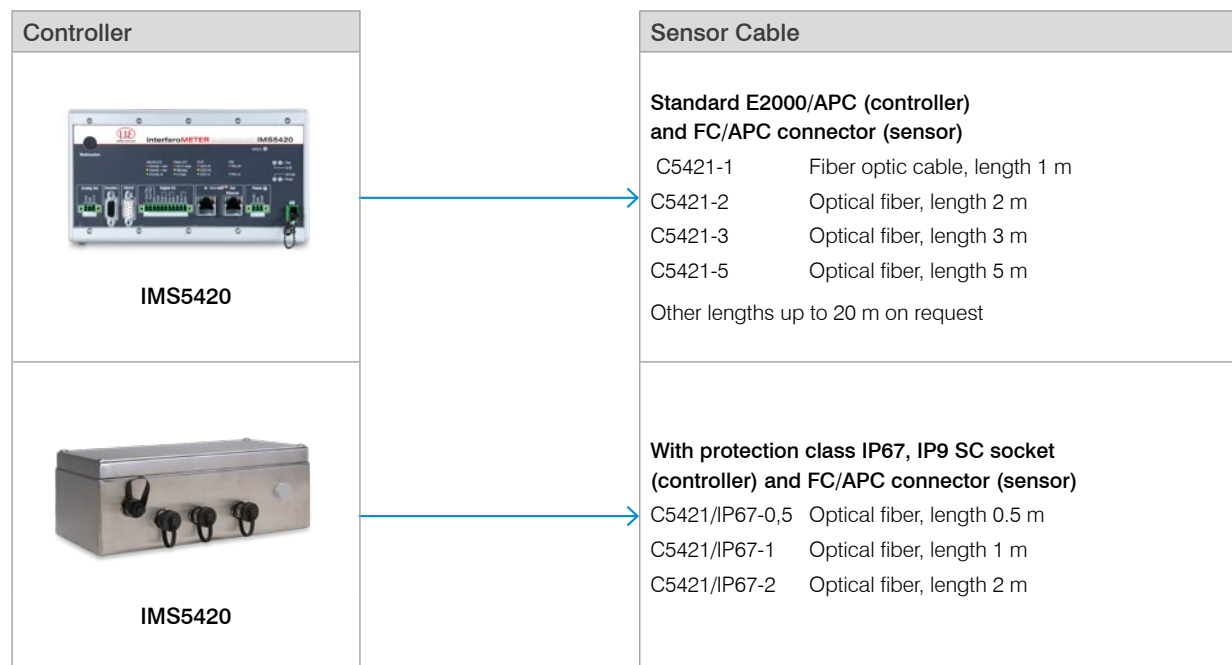 Controller
Sensor Cable
interferoMETER
IMS5420
IMS5420
Standard E2000/APC (controller)
and FC/APC connector (sensor)
C5421-1 Fiber optic cable, length 1 m
C5421-2 Optical fiber, length 2 m
C5421-3 Optical fiber, length 3 m
C5421-5 Optical fiber, length 5 m
Other lengths up to 20 m on request
IMS5420
With protection class IP67, IP9 SC socket
(controller) and FC/APC connector (sensor)
C5421/IP67-0,5 Optical fiber, length 0.5 m
C5421/IP67-1 Optical fiber, length 1 m
C5421/IP67-2 Optical fiber, length 2 m